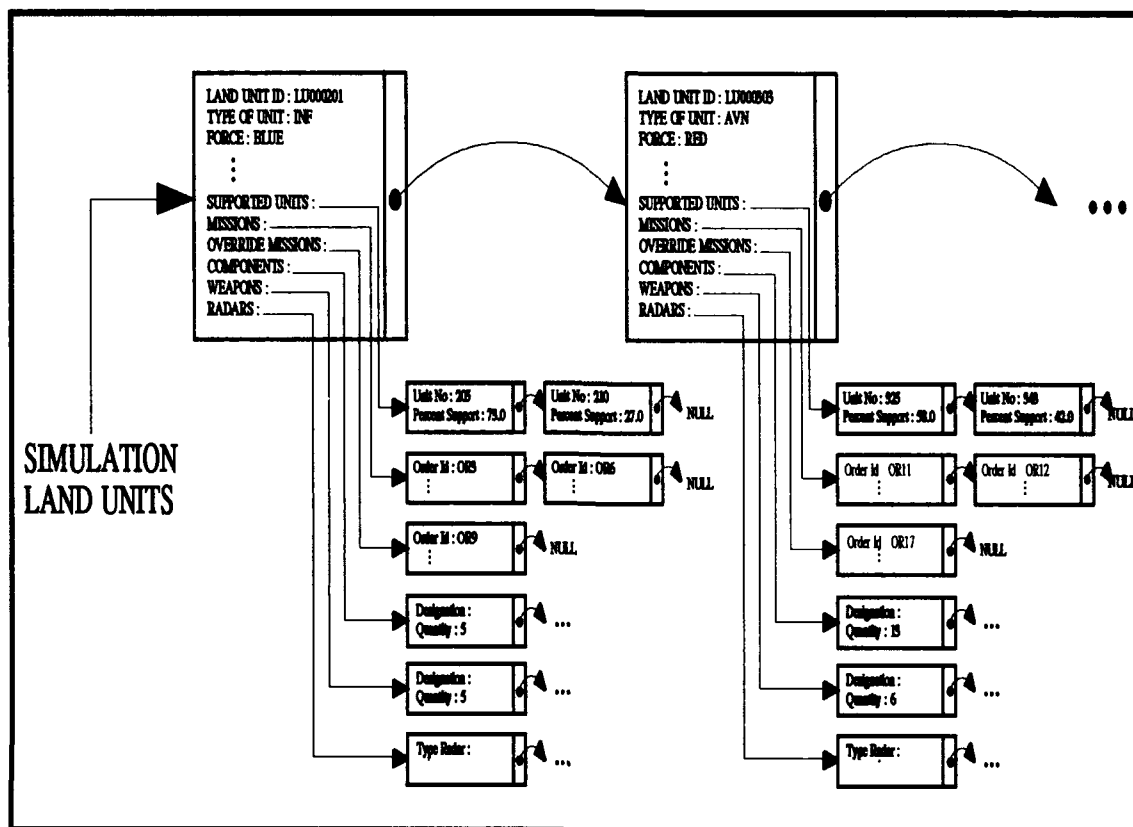 LAND UNIT ID : LU000201
TYPE OF UNIT : INF
FORCE : BLUE
SUPPORTED UNITS :
MISSIONS :
OVERRIDE MISSIONS :
COMPONENTS :
WEAPONS :
RADARS :
LAND UNIT ID : LU000303
TYPE OF UNIT : AVN
FORCE : RED
SUPPORTED UNITS :
MISSIONS :
OVERRIDE MISSIONS :
COMPONENTS :
WEAPONS :
RADARS :
...
SIMULATION
LAND UNITS
Unit No : 205
Percent Support : 73.0
Unit No : 210
Percent Support : 27.0
NULL
Order Id : OR5
Order Id : OR6
NULL
Order Id : OR9
NULL
Designation :
Quantity : 5
...
Designation :
Quantity : 5
...
Type Radar :
...
Unit No : 325
Percent Support : 58.0
Unit No : 348
Percent Support : 42.0
NULL
Order Id OR11
Order Id OR12
NULL
Order Id OR17
NULL
Designation :
Quantity : 15
...
Designation :
Quantity : 6
...
Type Radar :
...